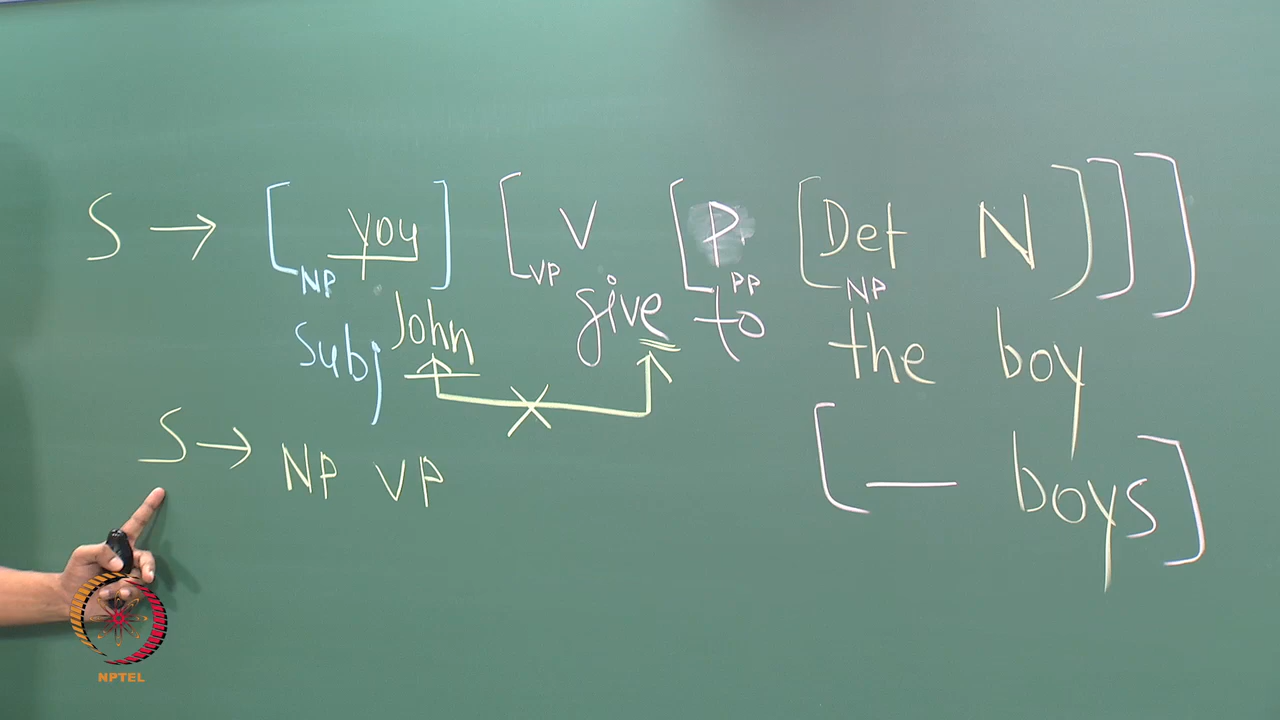 S → [NP you] [VP V [PP P [NP Det N]]]
Subj John give to the boy
S → NP VP
[— boys]
NPTEL